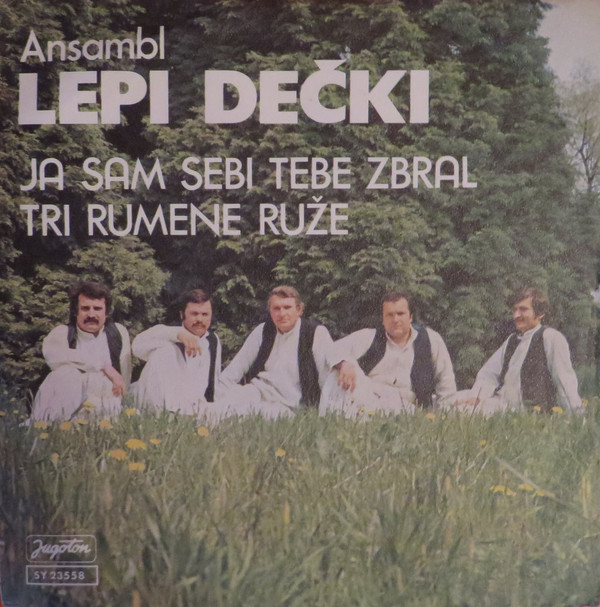 Ansambl
LEPI DEČKI
JA SAM SEBI TEBE ZBRAL
TRI RUMENE RUŽE
Jugoton
SY 23558